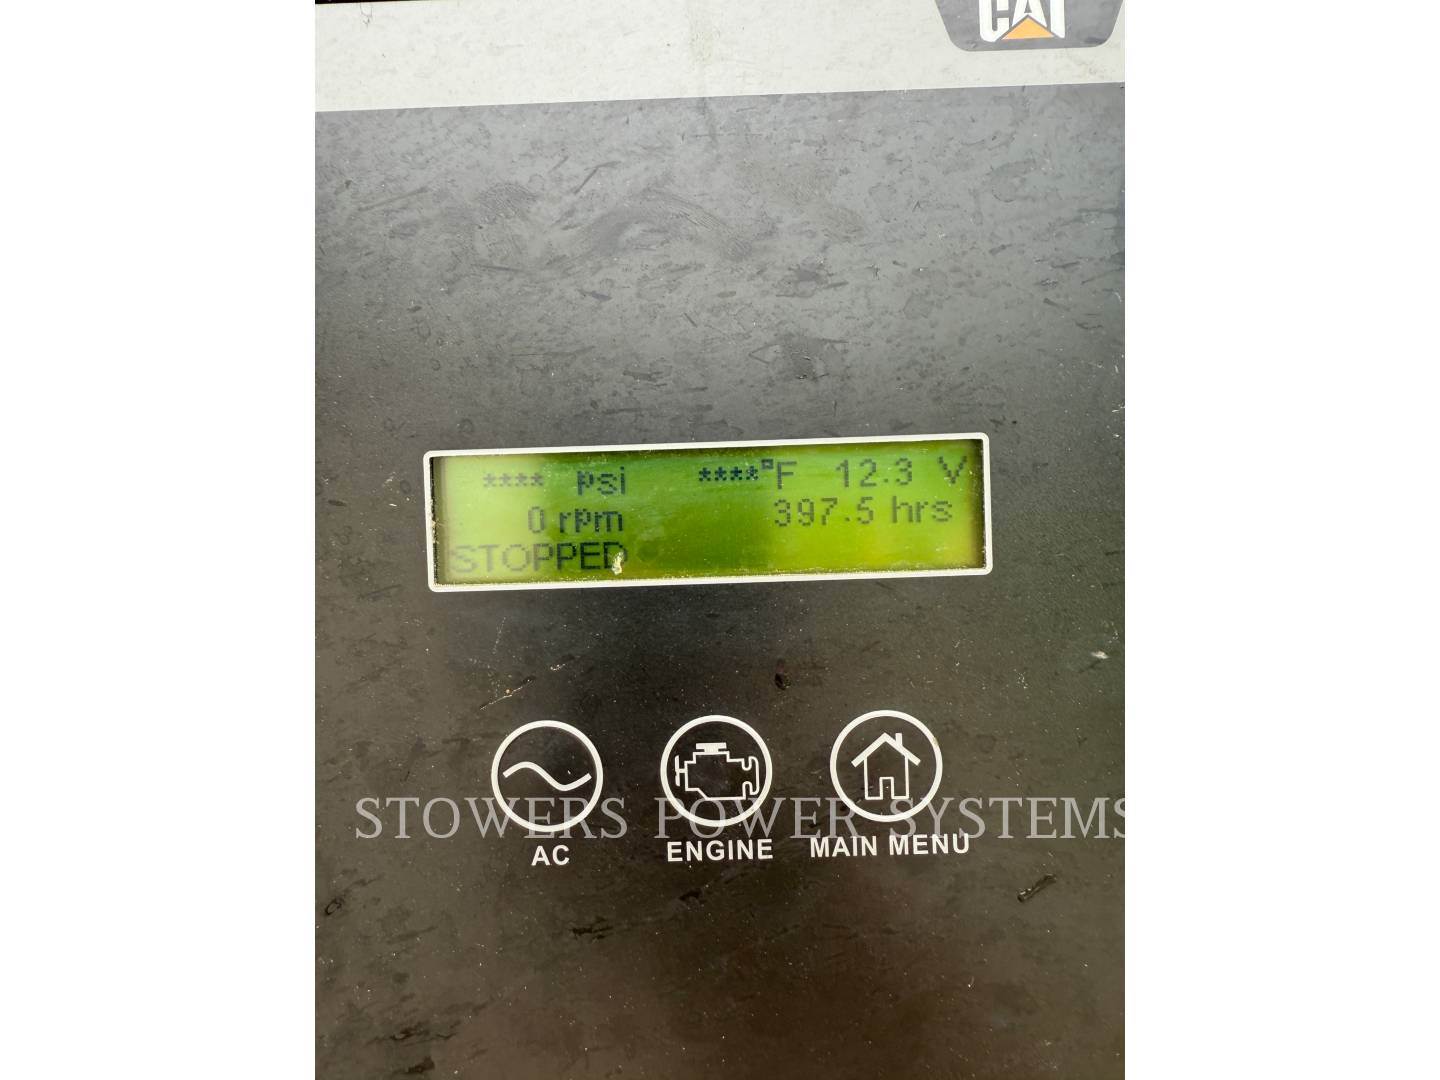 CAT
**** psi ****°F 12.3 V
0 rpm 397.5 hrs
STOPPED
STOWERS POWER SYSTEMS
AC ENGINE MAIN MENU